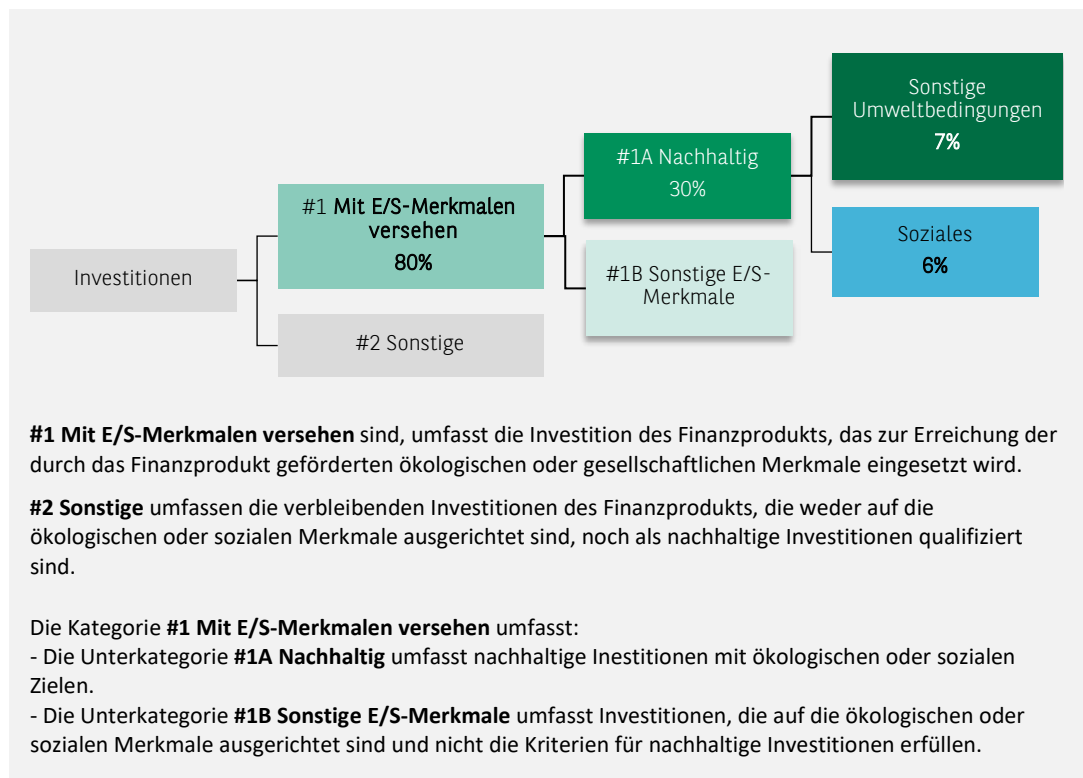 Investitionen
#1 Mit E/S-Merkmalen
versehen
80%
#2 Sonstige
#1A Nachhaltig
30%
#1B Sonstige E/S-
Merkmale
Sonstige
Umweltbedingungen
7%
Soziales
6%
#1 Mit E/S-Merkmalen versehen sind, umfasst die Investition des Finanzprodukts, das zur Erreichung der
durch das Finanzprodukt geförderten ökologischen oder gesellschaftlichen Merkmale eingesetzt wird.
#2 Sonstige umfassen die verbleibenden Investitionen des Finanzprodukts, die weder auf die
ökologischen oder sozialen Merkmale ausgerichtet sind, noch als nachhaltige Investitionen qualifiziert
sind.
Die Kategorie #1 Mit E/S-Merkmalen versehen umfasst:
- Die Unterkategorie #1A Nachhaltig umfasst nachhaltige Inestitionen mit ökologischen oder sozialen
Zielen.
- Die Unterkategorie #1B Sonstige E/S-Merkmale umfasst Investitionen, die auf die ökologischen oder
sozialen Merkmale ausgerichtet sind und nicht die Kriterien für nachhaltige Investitionen erfüllen.